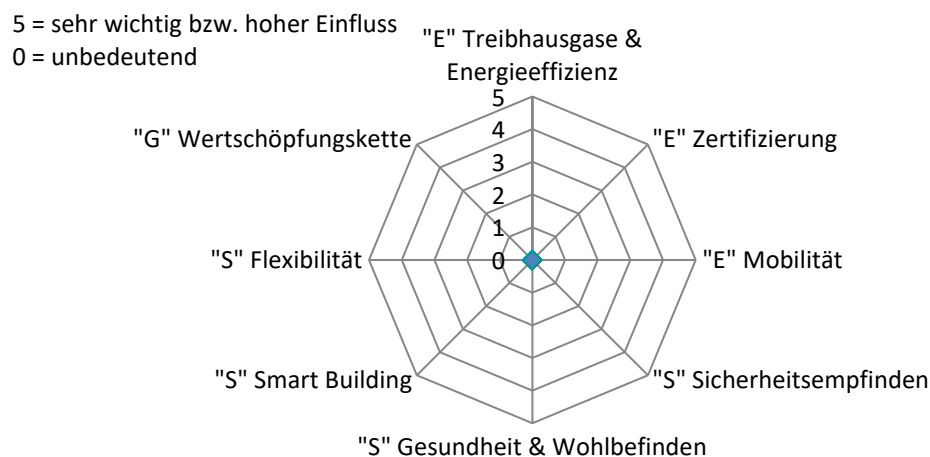 5 = sehr wichtig bzw. hoher Einfluss
0 = unbedeutend
"E" Treibhausgase &
Energieeffizienz
5
4
3
2
1
0
"G" Wertschöpfungskette
"E" Zertifizierung
"S" Flexibilität
"E" Mobilität
"S" Smart Building
"S" Sicherheitsempfinden
"S" Gesundheit & Wohlbefinden